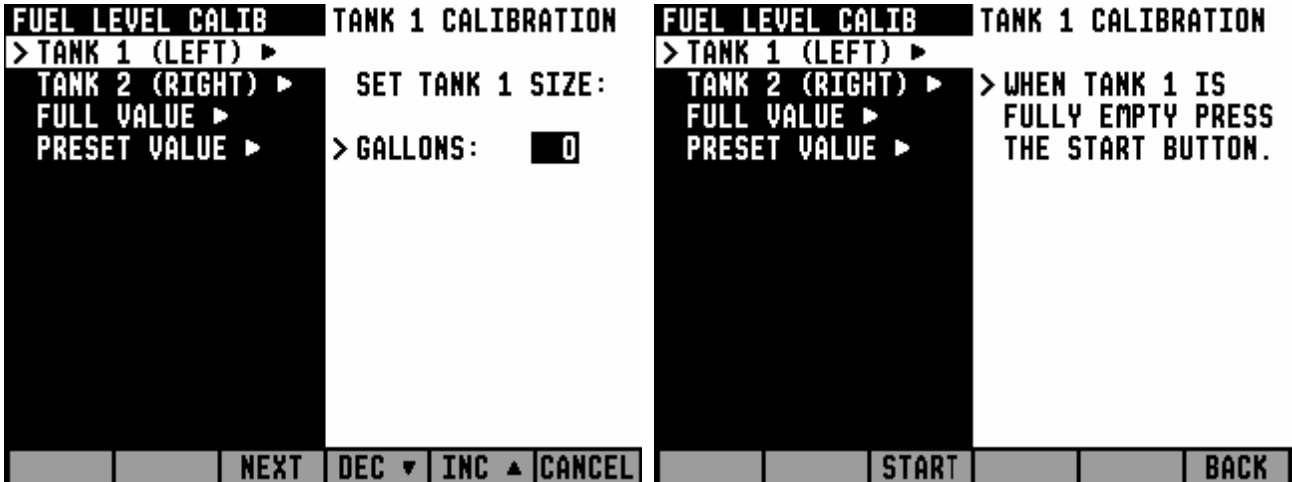 FUEL LEVEL CALIB
> TANK 1 (LEFT) ▶
TANK 2 (RIGHT) ▶
FULL VALUE ▶
PRESET VALUE ▶
TANK 1 CALIBRATION
SET TANK 1 SIZE:
> GALLONS: 0
NEXT DEC ▼ INC ▲ CANCEL
FUEL LEVEL CALIB
> TANK 1 (LEFT) ▶
TANK 2 (RIGHT) ▶
FULL VALUE ▶
PRESET VALUE ▶
TANK 1 CALIBRATION
> WHEN TANK 1 IS
FULLY EMPTY PRESS
THE START BUTTON.
START BACK